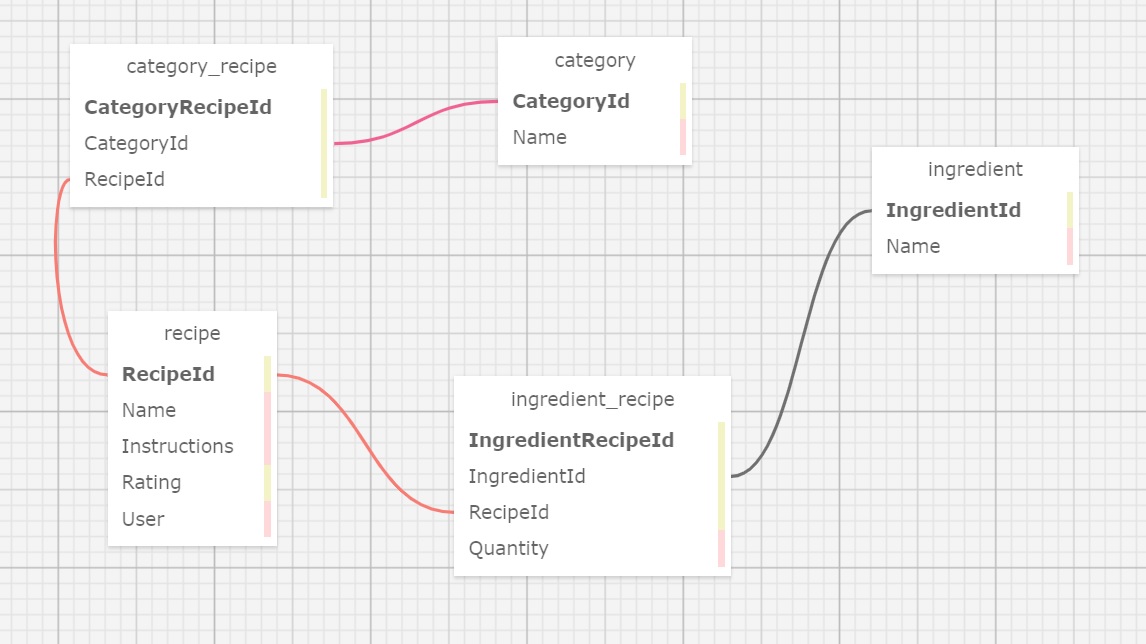 category_recipe
CategoryRecipeId
CategoryId
RecipeId
category
CategoryId
Name
ingredient
IngredientId
Name
recipe
RecipeId
Name
Instructions
Rating
User
ingredient_recipe
IngredientRecipeId
IngredientId
RecipeId
Quantity